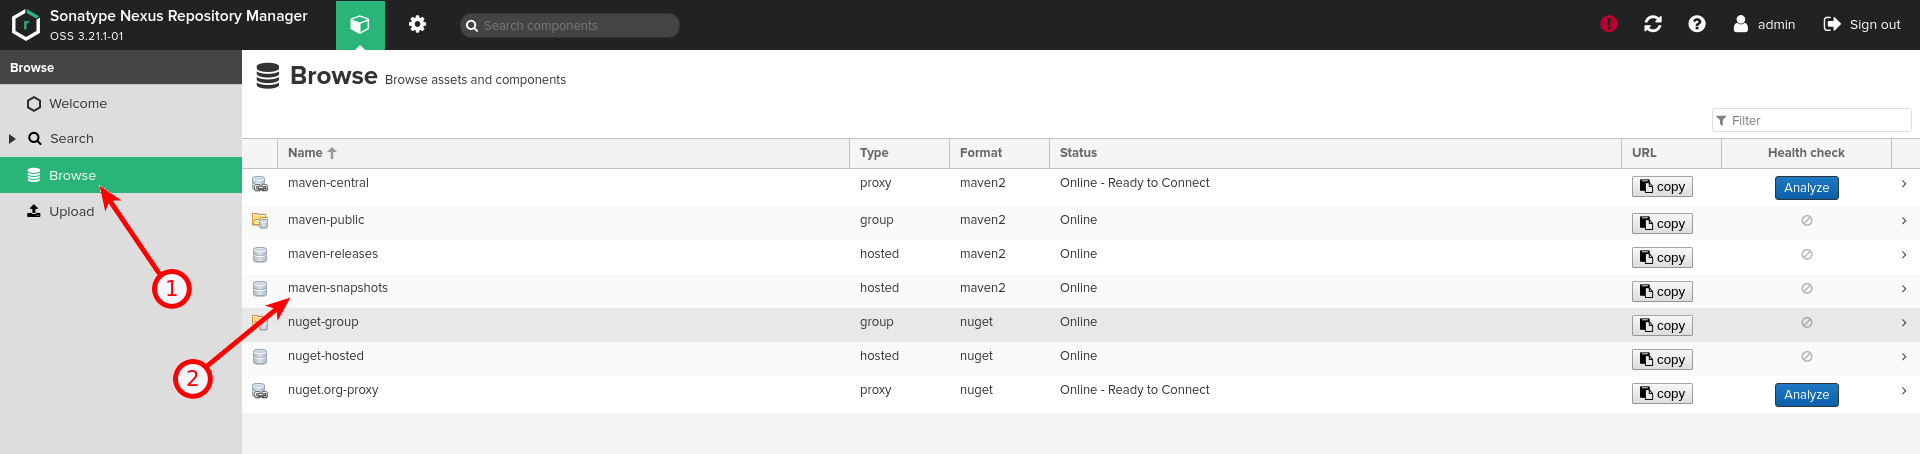 Sonatype Nexus Repository Manager
OSS 3.21.1-01
Search components
admin
Sign out
Browse
Welcome
Search
Browse
Upload
1
2
Browse Browse assets and components
Filter
Name Type Format Status URL Health check
maven-central proxy maven2 Online - Ready to Connect copy Analyze
maven-public group maven2 Online copy
maven-releases hosted maven2 Online copy
maven-snapshots hosted maven2 Online copy
nuget-group group nuget Online copy
nuget-hosted hosted nuget Online copy
nuget.org-proxy proxy nuget Online - Ready to Connect copy Analyze